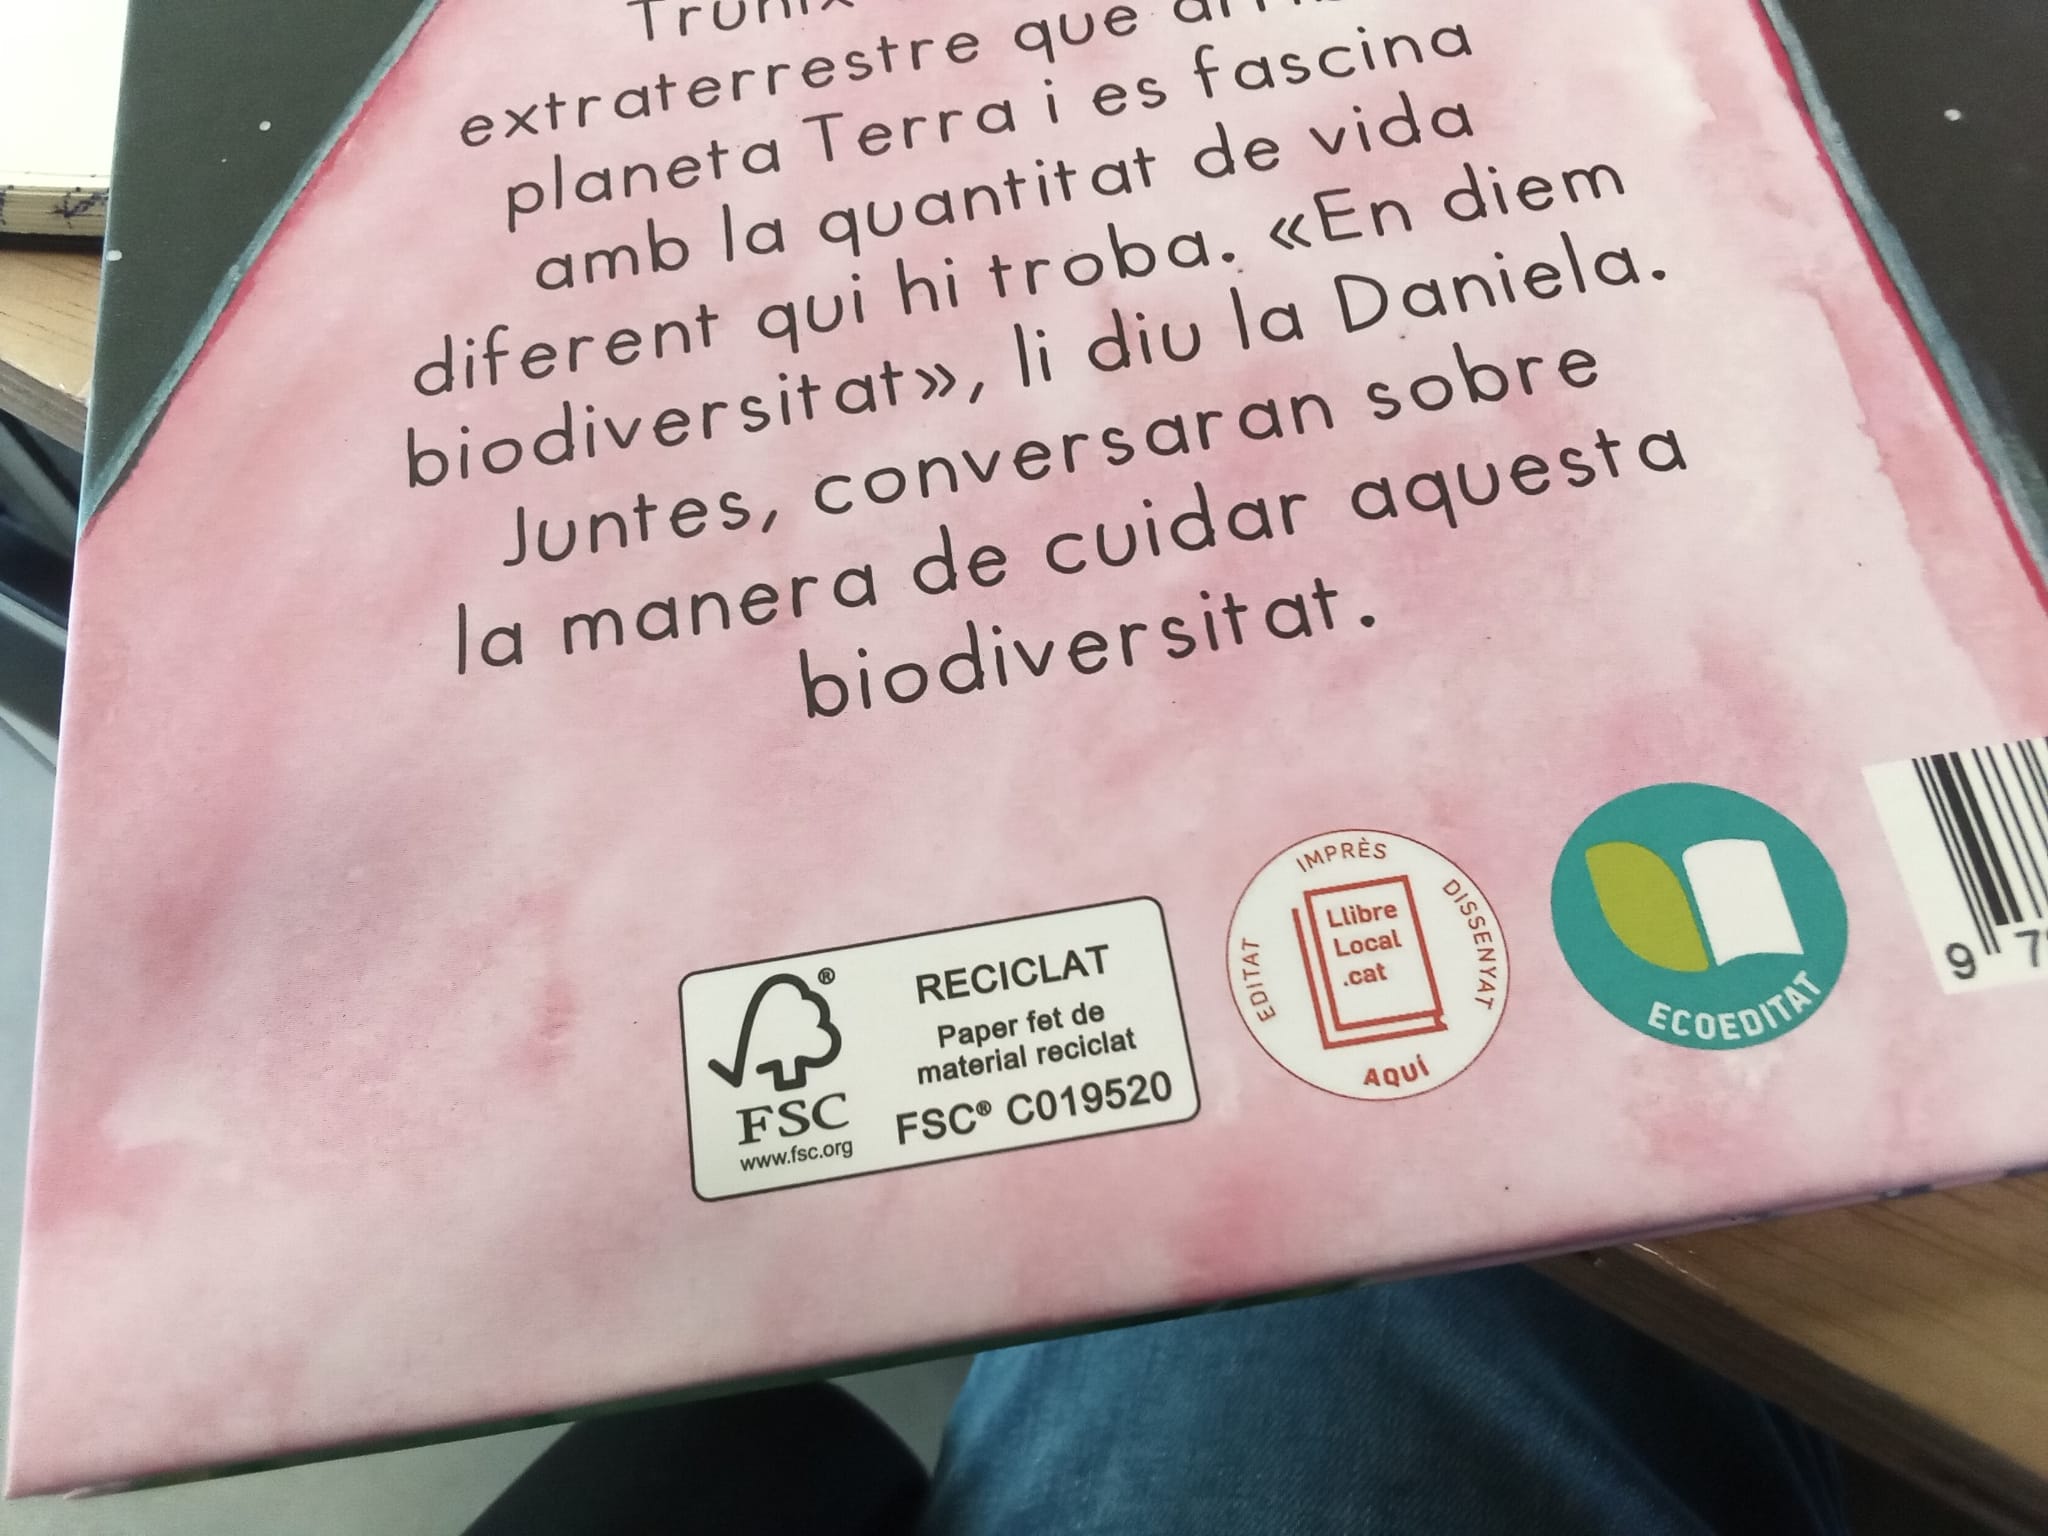 extraterrestre que
planeta Terra i es fascina
amb la quantitat de vida
diferent qui hi troba. «En diem
biodiversitat», li diu la Daniela.
Juntes, conversaran sobre
la manera de cuidar aquesta
biodiversitat.
FSC®
www.fsc.org
RECICLAT
Paper fet de
material reciclat
FSC® C019520
EDITAT
IMPRÈS
DISSENYAT
AQUÍ
Llibre
Local
.cat
ECOEDITAT
9